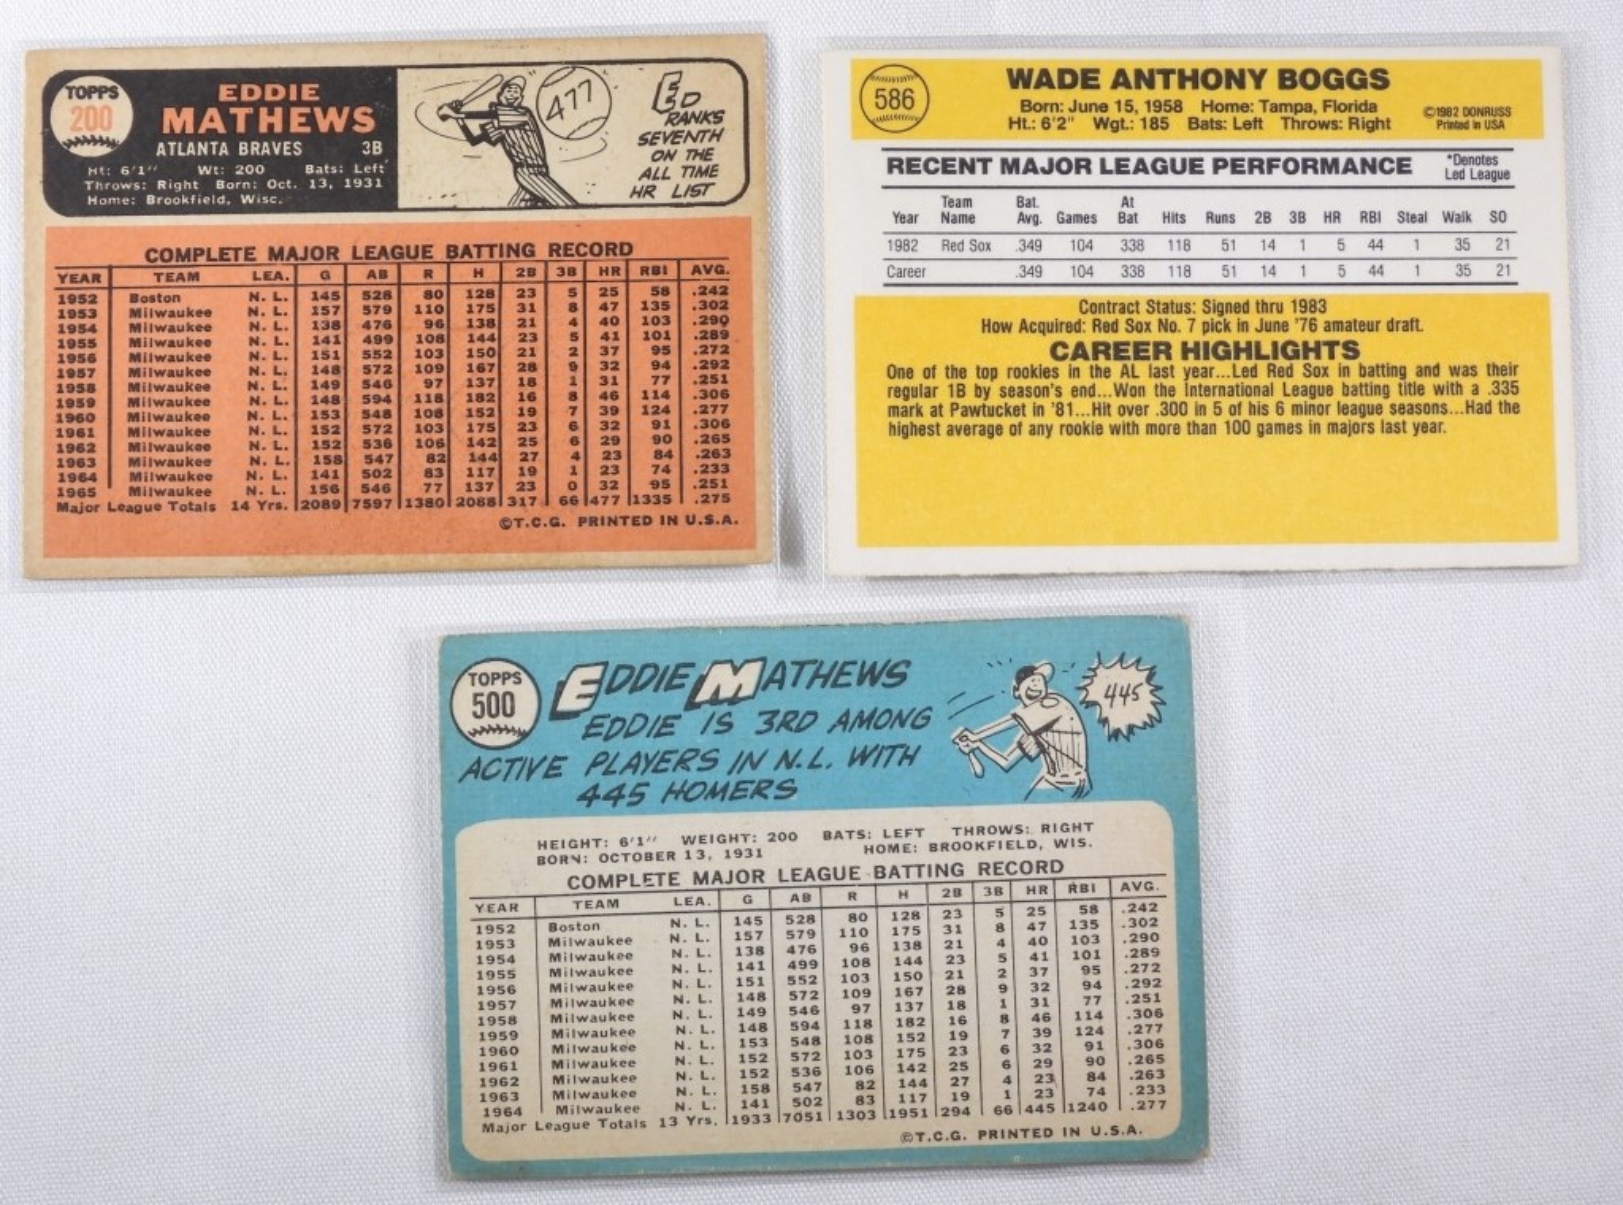 TOPPS
200
EDDIE
MATHEWS
ATLANTA BRAVES 3B
Ht: 6'1" Wt: 200 Bats: Left
Throws: Right Born: Oct. 13, 1931
Home: Brookfield, Wisc.
477
ED
RANKS
SEVENTH
ON THE
ALL TIME
HR LIST
COMPLETE MAJOR LEAGUE BATTING RECORD
YEAR TEAM LEA. G AB R H 2B 3B HR RBI AVG.
1952 Boston N. L. 145 528 80 128 23 5 25 58 .242
1953 Milwaukee N. L. 157 579 110 175 31 8 47 135 .302
1954 Milwaukee N. L. 138 476 96 138 21 4 40 103 .290
1955 Milwaukee N. L. 141 499 108 144 23 5 41 101 .289
1956 Milwaukee N. L. 151 552 103 150 21 2 37 95 .272
1957 Milwaukee N. L. 148 572 109 167 28 9 32 94 .292
1958 Milwaukee N. L. 149 546 97 137 18 1 31 77 .251
1959 Milwaukee N. L. 148 594 118 182 16 8 46 114 .306
1960 Milwaukee N. L. 153 548 108 152 19 7 39 124 .277
1961 Milwaukee N. L. 152 572 103 175 23 6 32 91 .306
1962 Milwaukee N. L. 152 536 106 142 25 6 29 90 .265
1963 Milwaukee N. L. 158 547 82 144 27 4 23 84 .263
1964 Milwaukee N. L. 141 502 83 117 19 1 23 74 .233
1965 Milwaukee N. L. 156 546 77 137 23 0 32 95 .251
Major League Totals 14 Yrs. 2089 7597 1380 2088 317 66 477 1335 .275
©T.C.G. PRINTED IN U.S.A.
586
WADE ANTHONY BOGGS
Born: June 15, 1958 Home: Tampa, Florida
Ht.: 6'2" Wgt.: 185 Bats: Left Throws: Right
©1982 DONRUSS
Printed in USA
RECENT MAJOR LEAGUE PERFORMANCE
*Denotes
Led League
Year Team Name Bat. Avg. Games At Bat Hits Runs 2B 3B HR RBI Steal Walk SO
1982 Red Sox .349 104 338 118 51 14 1 5 44 1 35 21
Career .349 104 338 118 51 14 1 5 44 1 35 21
Contract Status: Signed thru 1983
How Acquired: Red Sox No. 7 pick in June '76 amateur draft.
CAREER HIGHLIGHTS
One of the top rookies in the AL last year...Led Red Sox in batting and was their
regular 1B by season's end...Won the International League batting title with a .335
mark at Pawtucket in '81...Hit over .300 in 5 of his 6 minor league seasons...Had the
highest average of any rookie with more than 100 games in majors last year.
TOPPS
500
EDDIE MATHEWS
EDDIE IS 3RD AMONG
ACTIVE PLAYERS IN N.L. WITH
445 HOMERS
445
HEIGHT: 6'1" WEIGHT: 200 BATS: LEFT THROWS: RIGHT
BORN: OCTOBER 13, 1931 HOME: BROOKFIELD, WIS.
COMPLETE MAJOR LEAGUE BATTING RECORD
YEAR TEAM LEA. G AB R H 2B 3B HR RBI AVG.
1952 Boston N. L. 145 528 80 128 23 5 25 58 .242
1953 Milwaukee N. L. 157 579 110 175 31 8 47 135 .302
1954 Milwaukee N. L. 138 476 96 138 21 4 40 103 .290
1955 Milwaukee N. L. 141 499 108 144 23 5 41 101 .289
1956 Milwaukee N. L. 151 552 103 150 21 2 37 95 .272
1957 Milwaukee N. L. 148 572 109 167 28 9 32 94 .292
1958 Milwaukee N. L. 149 546 97 137 18 1 31 77 .251
1959 Milwaukee N. L. 148 594 118 182 16 8 46 114 .306
1960 Milwaukee N. L. 153 548 108 152 19 7 39 124 .277
1961 Milwaukee N. L. 152 572 103 175 23 6 32 91 .306
1962 Milwaukee N. L. 152 536 106 142 25 6 29 90 .265
1963 Milwaukee N. L. 158 547 82 144 27 4 23 84 .263
1964 Milwaukee N. L. 141 502 83 117 19 1 23 74 .233
Major League Totals 13 Yrs. 1933 7051 1303 1951 294 66 445 1240 .277
©T.C.G. PRINTED IN U.S.A.